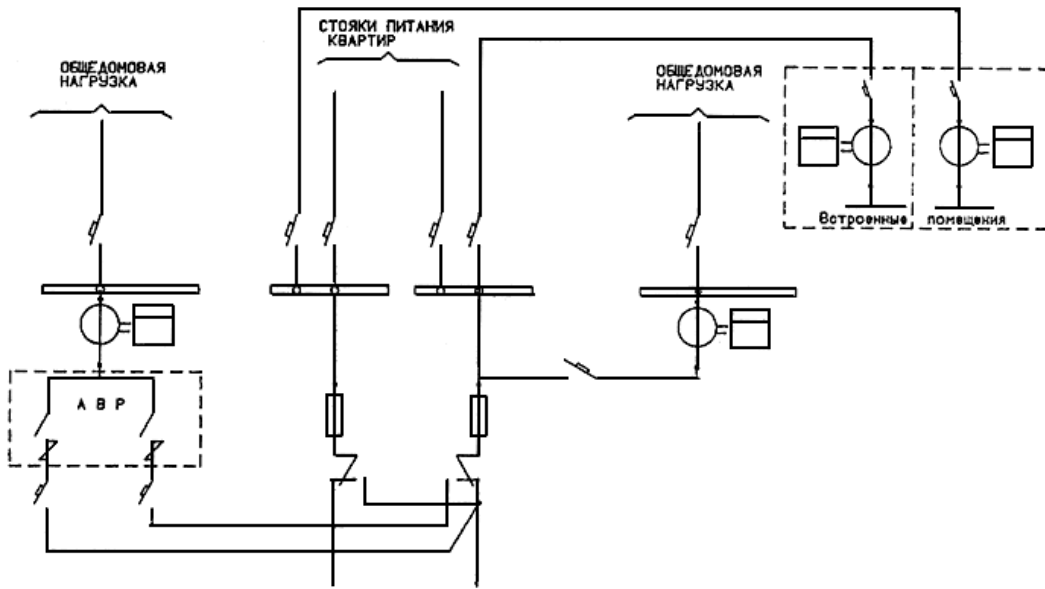 СТОЯКИ ПИТАНИЯ
КВАРТИР
ОБЩЕДОМОВАЯ
НАГРУЗКА
ОБЩЕДОМОВАЯ
НАГРУЗКА
Встроенные помещения
А В Р